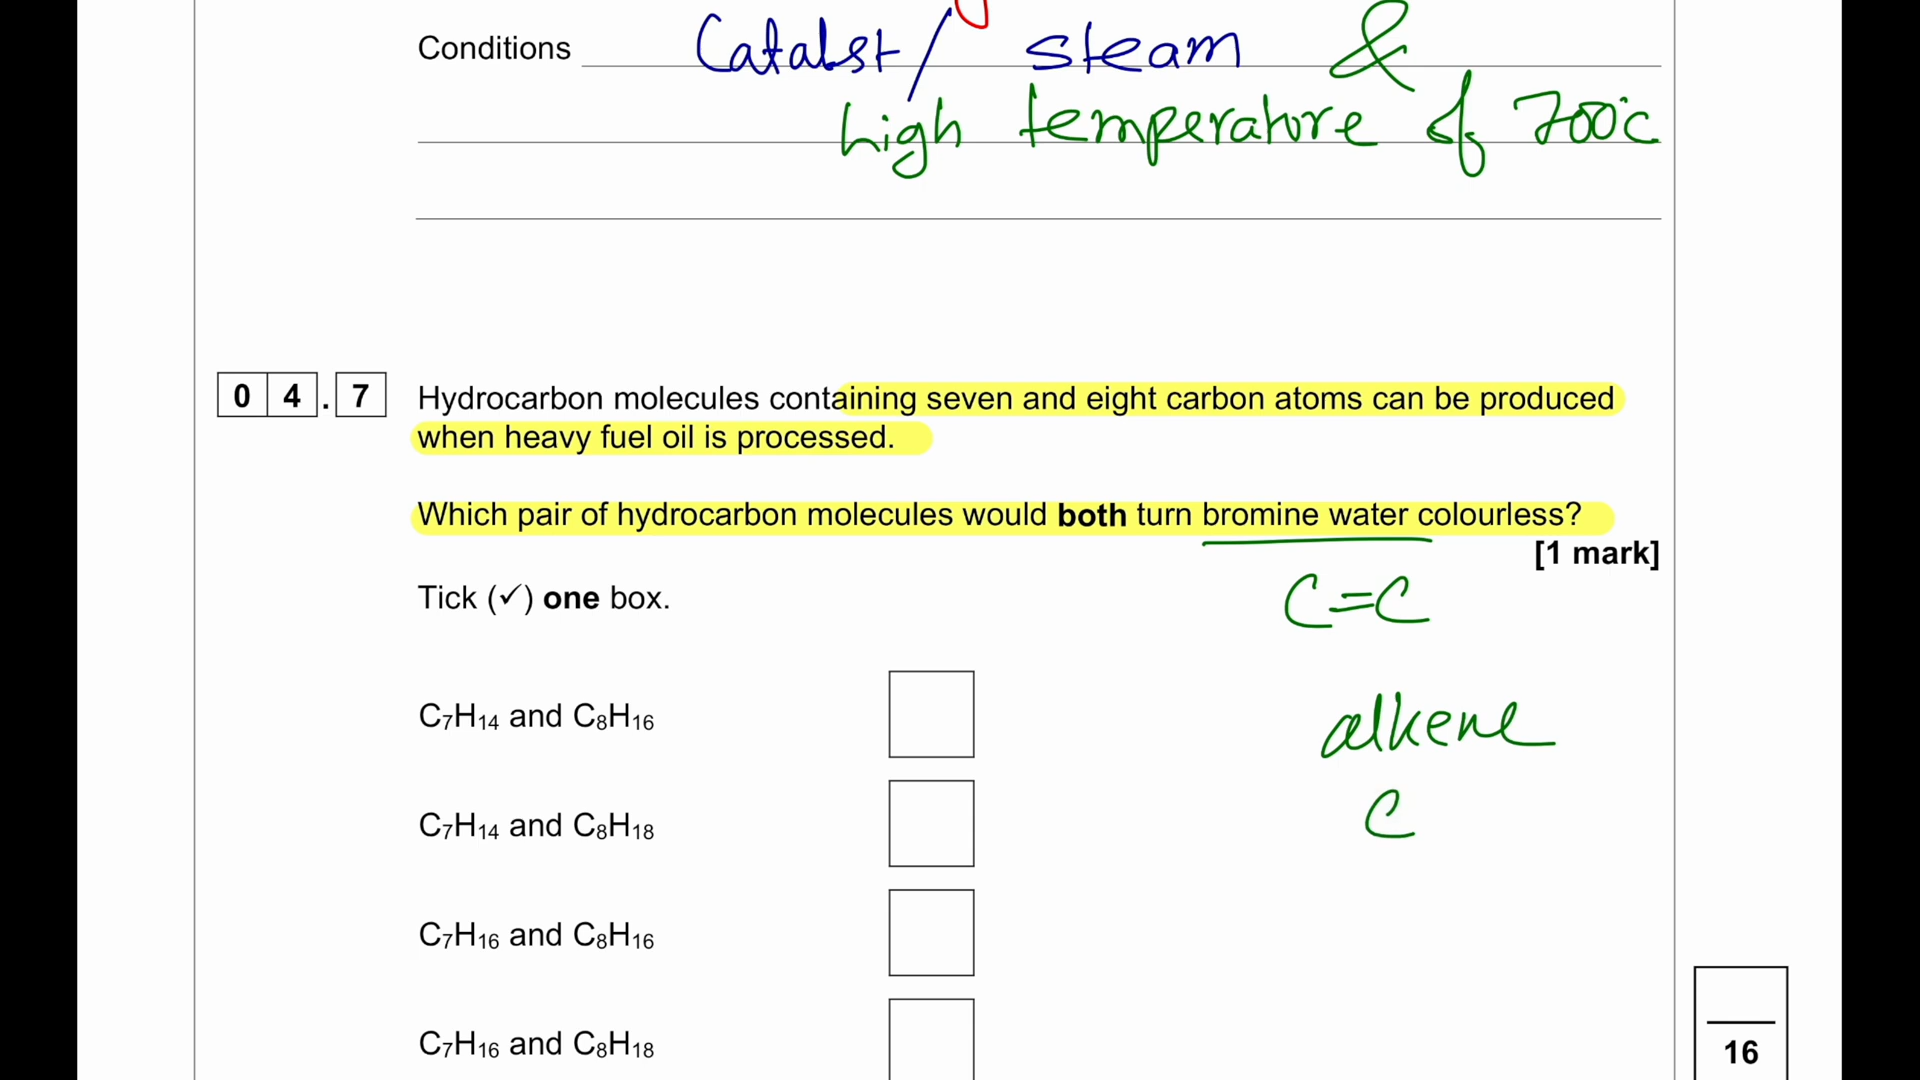 Conditions Catalst/ steam &
high temperature of 700°C
0 4 . 7 Hydrocarbon molecules containing seven and eight carbon atoms can be produced
when heavy fuel oil is processed.
Which pair of hydrocarbon molecules would both turn bromine water colourless?
[1 mark]
Tick (✓) one box.
C=C
C₇H₁₄ and C₈H₁₆
alkene
C₇H₁₄ and C₈H₁₈
C
C₇H₁₆ and C₈H₁₆
C₇H₁₆ and C₈H₁₈
16